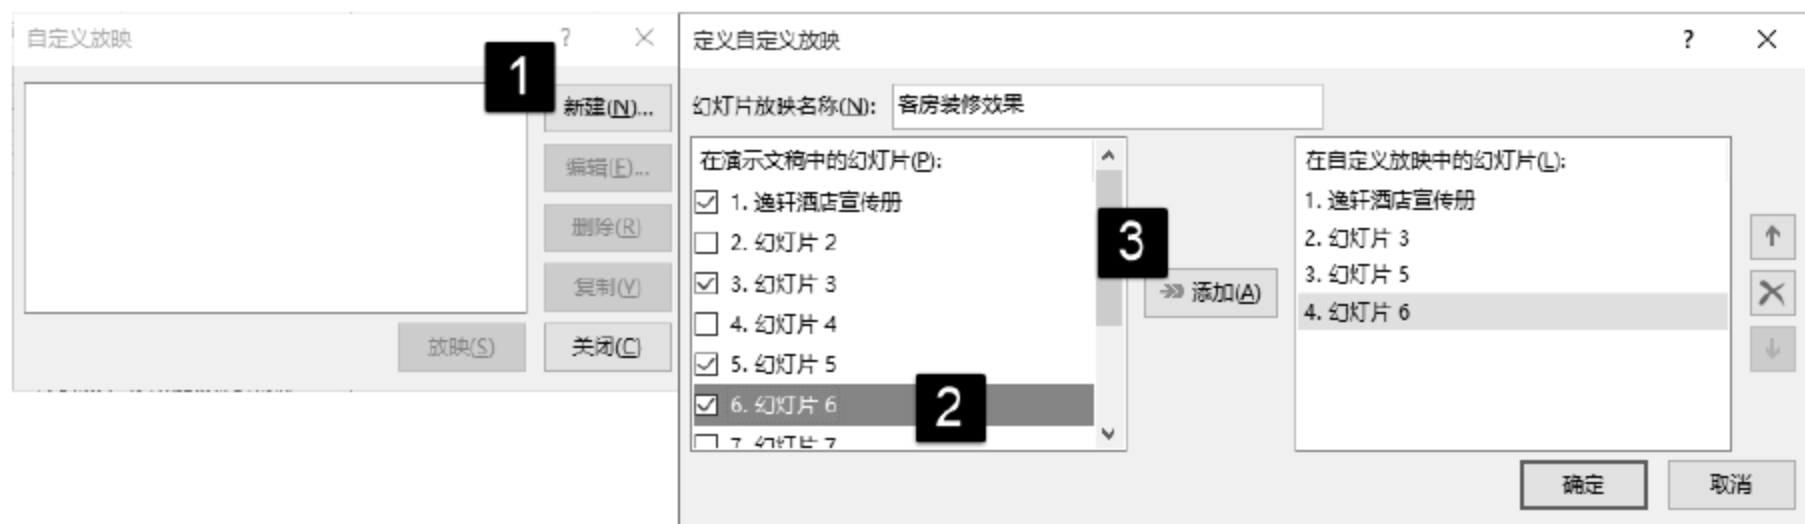 自定义放映
?
1
新建(N)...
编辑(E)...
删除(R)
复制(Y)
放映(S)
关闭(C)
定义自定义放映
?
幻灯片放映名称(N):
客房装修效果
在演示文稿中的幻灯片(P):
1. 逸轩酒店宣传册
2. 幻灯片 2
3. 幻灯片 3
4. 幻灯片 4
5. 幻灯片 5
6. 幻灯片 6
2
7. 幻灯片 7
3
添加(A)
在自定义放映中的幻灯片(L):
1. 逸轩酒店宣传册
2. 幻灯片 3
3. 幻灯片 5
4. 幻灯片 6
确定
取消